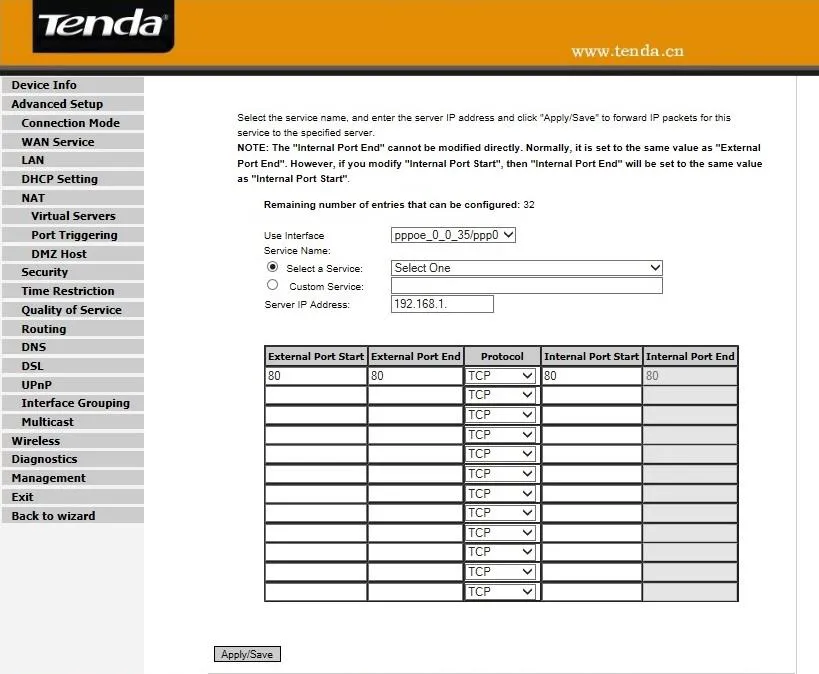 Tenda
www.tenda.cn
Device Info
Advanced Setup
Connection Mode
WAN Service
LAN
DHCP Setting
NAT
Virtual Servers
Port Triggering
DMZ Host
Security
Time Restriction
Quality of Service
Routing
DNS
DSL
UPnP
Interface Grouping
Multicast
Wireless
Diagnostics
Management
Exit
Back to wizard
Select the service name, and enter the server IP address and click "Apply/Save" to forward IP packets for this
service to the specified server.
NOTE: The "Internal Port End" cannot be modified directly. Normally, it is set to the same value as "External
Port End". However, if you modify "Internal Port Start", then "Internal Port End" will be set to the same value
as "Internal Port Start".
Remaining number of entries that can be configured: 32
Use Interface pppoe_0_0_35/ppp0
Service Name:
Select a Service: Select One
Custom Service:
Server IP Address: 192.168.1.
External Port Start External Port End Protocol Internal Port Start Internal Port End
80 80 TCP 80 80
TCP
TCP
TCP
TCP
TCP
TCP
TCP
TCP
TCP
TCP
TCP
Apply/Save